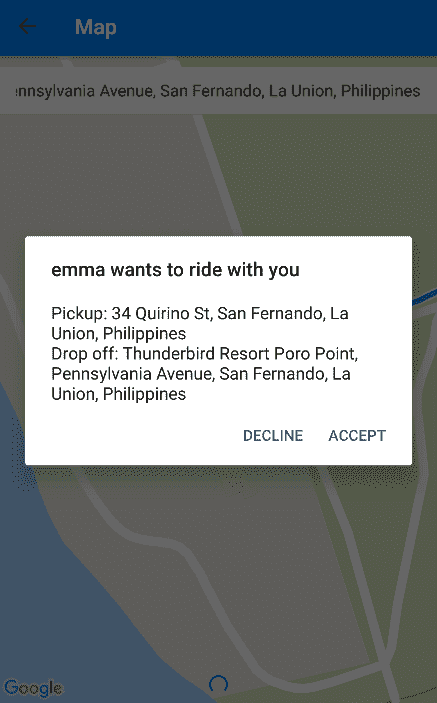 Map
ennsylvania Avenue, San Fernando, La Union, Philippines
emma wants to ride with you
Pickup: 34 Quirino St, San Fernando, La
Union, Philippines
Drop off: Thunderbird Resort Poro Point,
Pennsylvania Avenue, San Fernando, La
Union, Philippines
DECLINE ACCEPT
Google